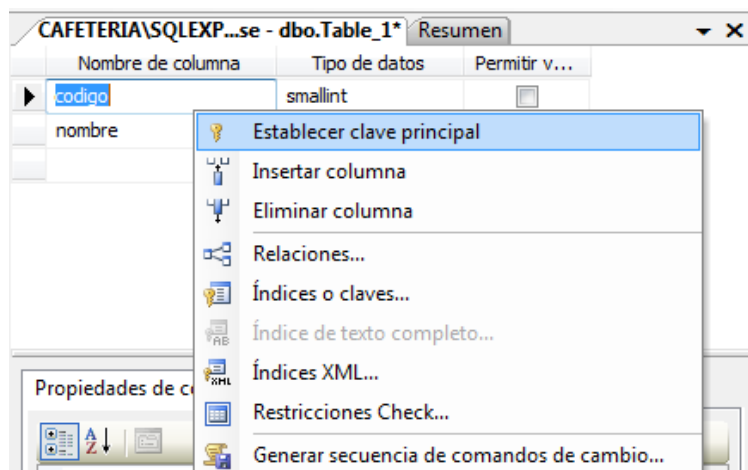 CAFETERIA\SQLEXP...se - dbo.Table_1* Resumen
Nombre de columna Tipo de datos Permitir v...
codigo smallint
nombre
Establecer clave principal
Insertar columna
Eliminar columna
Relaciones...
Índices o claves...
Índice de texto completo...
Índices XML...
Restricciones Check...
Generar secuencia de comandos de cambio...
Propiedades de co